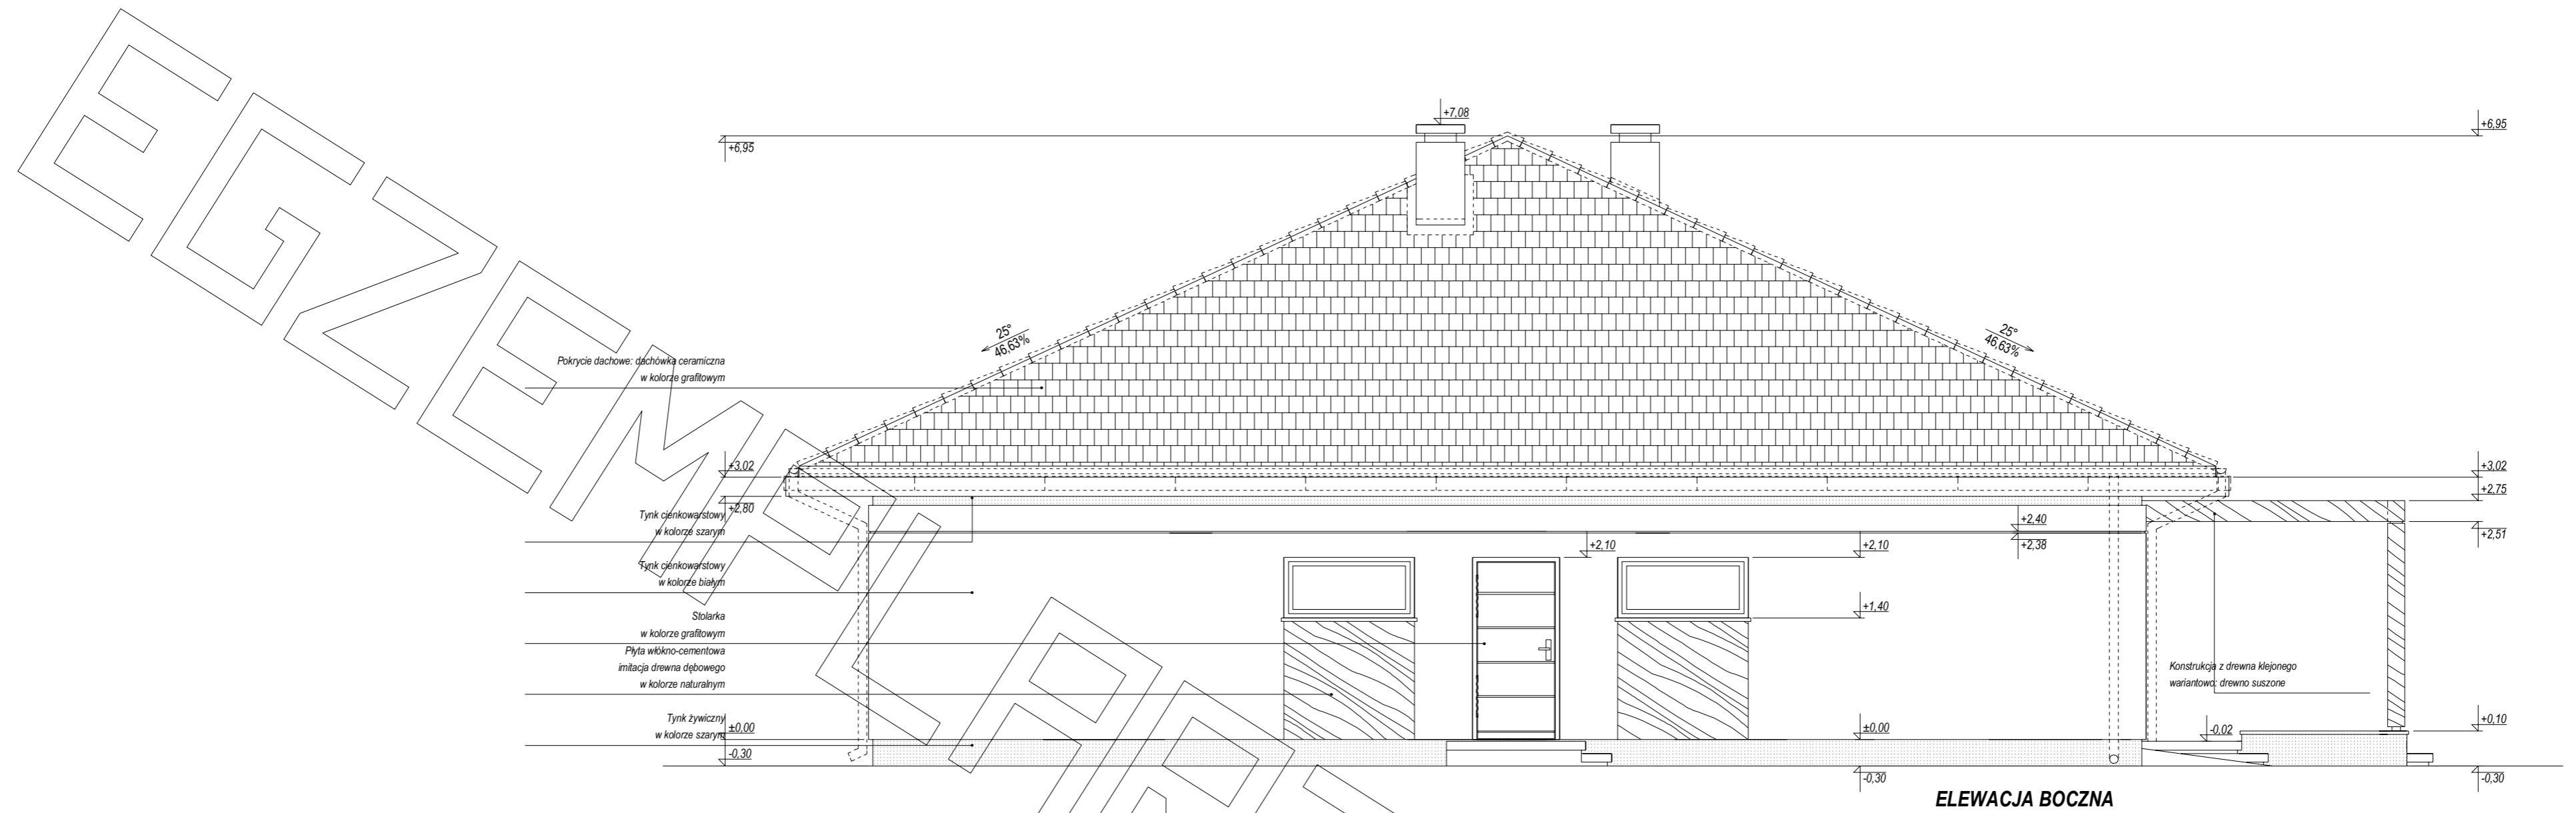 EGZEMPL
+7,08
+6,95
+6,95
25°
46,63%
25°
46,63%
Pokrycie dachowe: dachówka ceramiczna
w kolorze grafitowym
+3,02
+3,02
+2,80
+2,75
Tynk cienkowarstowy
w kolorze szarym
+2,40
+2,38
+2,51
+2,10
+2,10
Tynk cienkowarstowy
w kolorze białym
+1,40
Stolarka
w kolorze grafitowym
Płyta włókno-cementowa
imitacja drewna dębowego
w kolorze naturalnym
Konstrukcja z drewna klejonego
wariantowo: drewno suszone
Tynk żywiczny
w kolorze szarym
±0,00
±0,00
-0.02
+0,10
-0,30
-0,30
-0,30
ELEWACJA BOCZNA